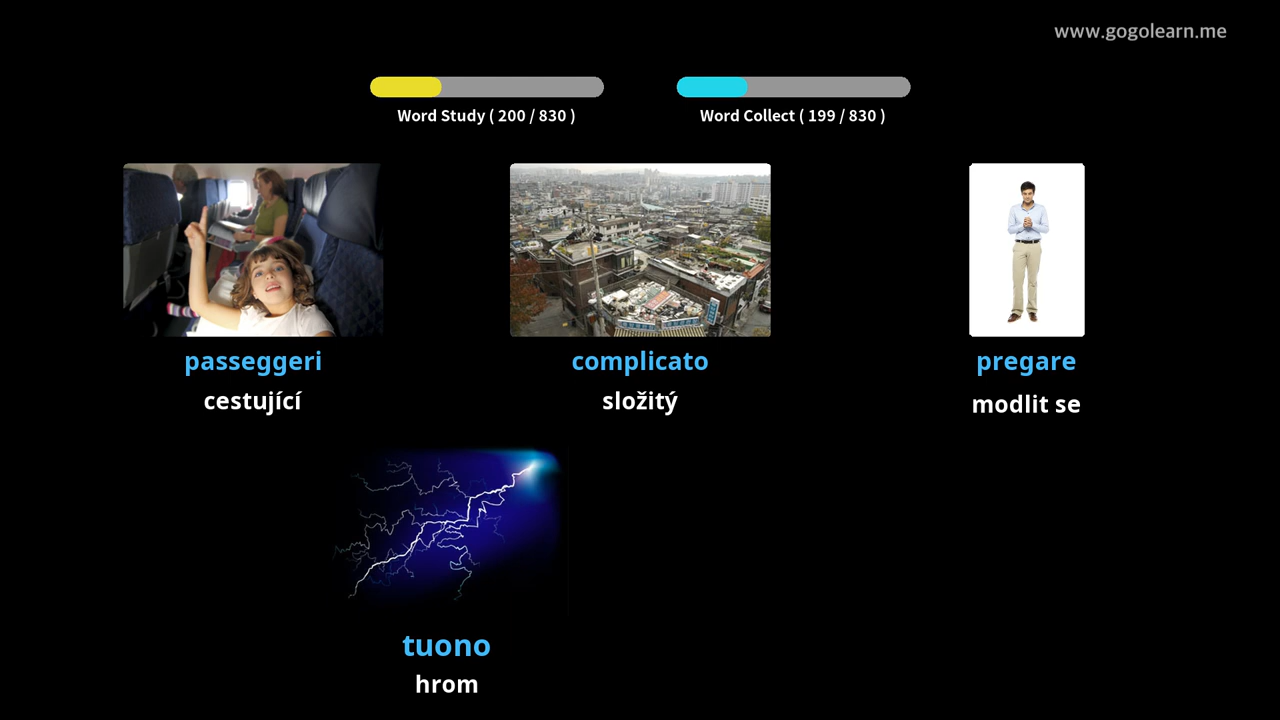 www.gogolearn.me
Word Study ( 200 / 830 )
Word Collect ( 199 / 830 )
passeggeri
cestující
complicato
složitý
pregare
modlit se
tuono
hrom